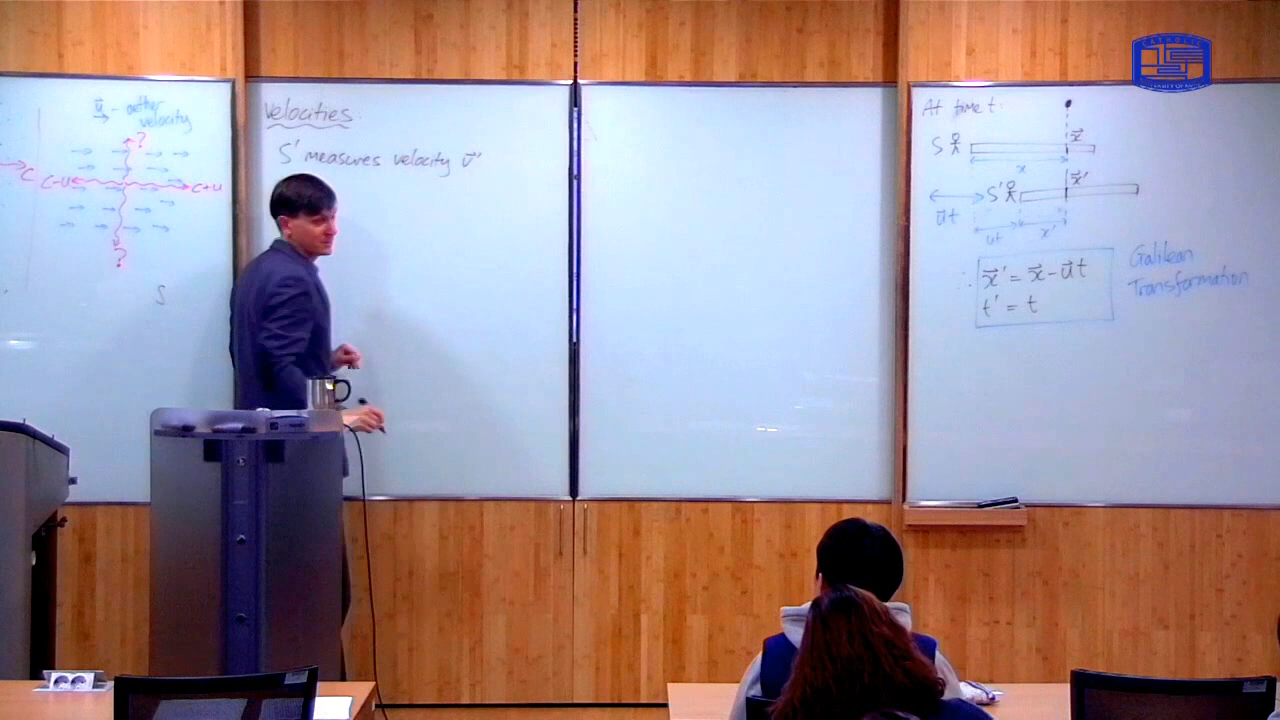 u⃗ - aether
velocity
?
C C-u C+u
?
S
Velocities
S' measures velocity v⃗'
At time t:
S x⃗
x
S' x⃗'
u⃗t
ut x'
∴ x⃗' = x⃗ - u⃗t
t' = t
Galilean
Transformation